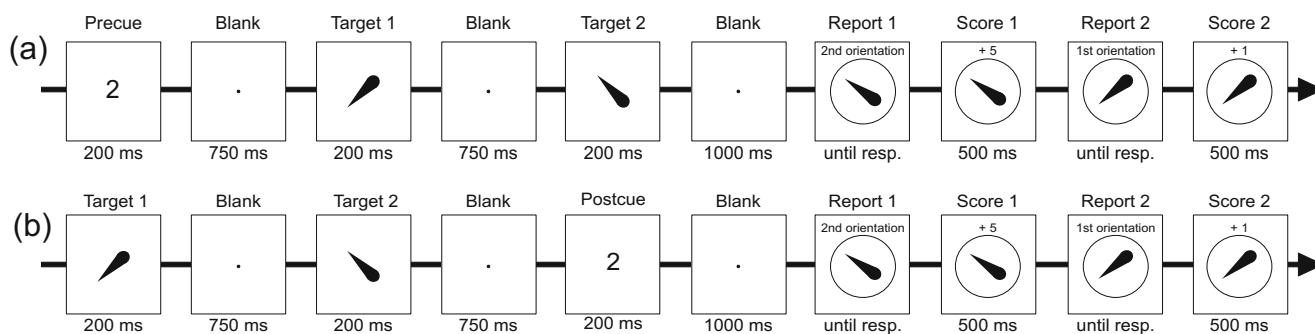 Precue Blank Target 1 Blank Target 2 Blank Report 1 Score 1 Report 2 Score 2
(a)
2nd orientation + 5 1st orientation + 1
2
200 ms 750 ms 200 ms 750 ms 200 ms 1000 ms until resp. 500 ms until resp. 500 ms
Target 1 Blank Target 2 Blank Postcue Blank Report 1 Score 1 Report 2 Score 2
(b)
2nd orientation + 5 1st orientation + 1
2
200 ms 750 ms 200 ms 750 ms 200 ms 1000 ms until resp. 500 ms until resp. 500 ms